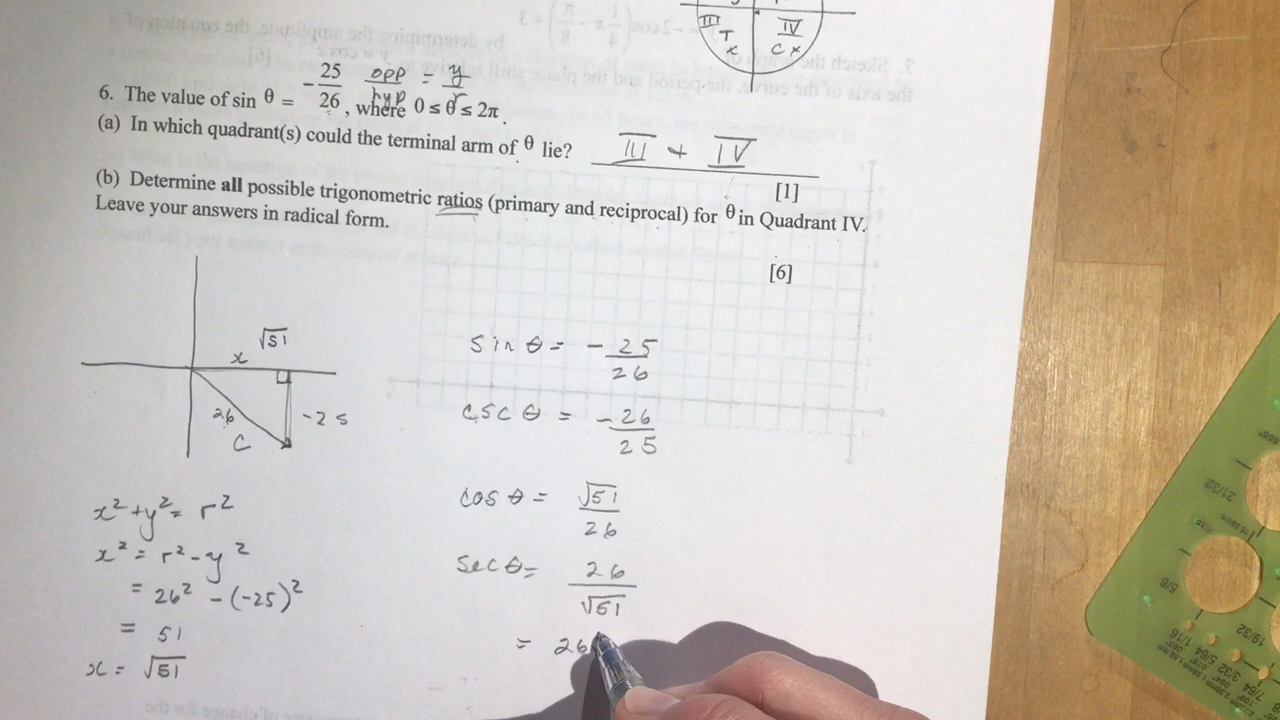 III
T
x
IV
C x
6. The value of sin θ = -25/26, where 0 ≤ θ ≤ 2π.
opp/hyp = y/r
(a) In which quadrant(s) could the terminal arm of θ lie? III + IV
[1]
(b) Determine all possible trigonometric ratios (primary and reciprocal) for θ in Quadrant IV.
Leave your answers in radical form.
[6]
√51
x
26
C
-25
x² + y² = r²
x² = r² - y²
= 26² - (-25)²
= 51
x = √51
sin θ = -25/26
csc θ = -26/25
cos θ = √51/26
sec θ = 26/√51
= 26